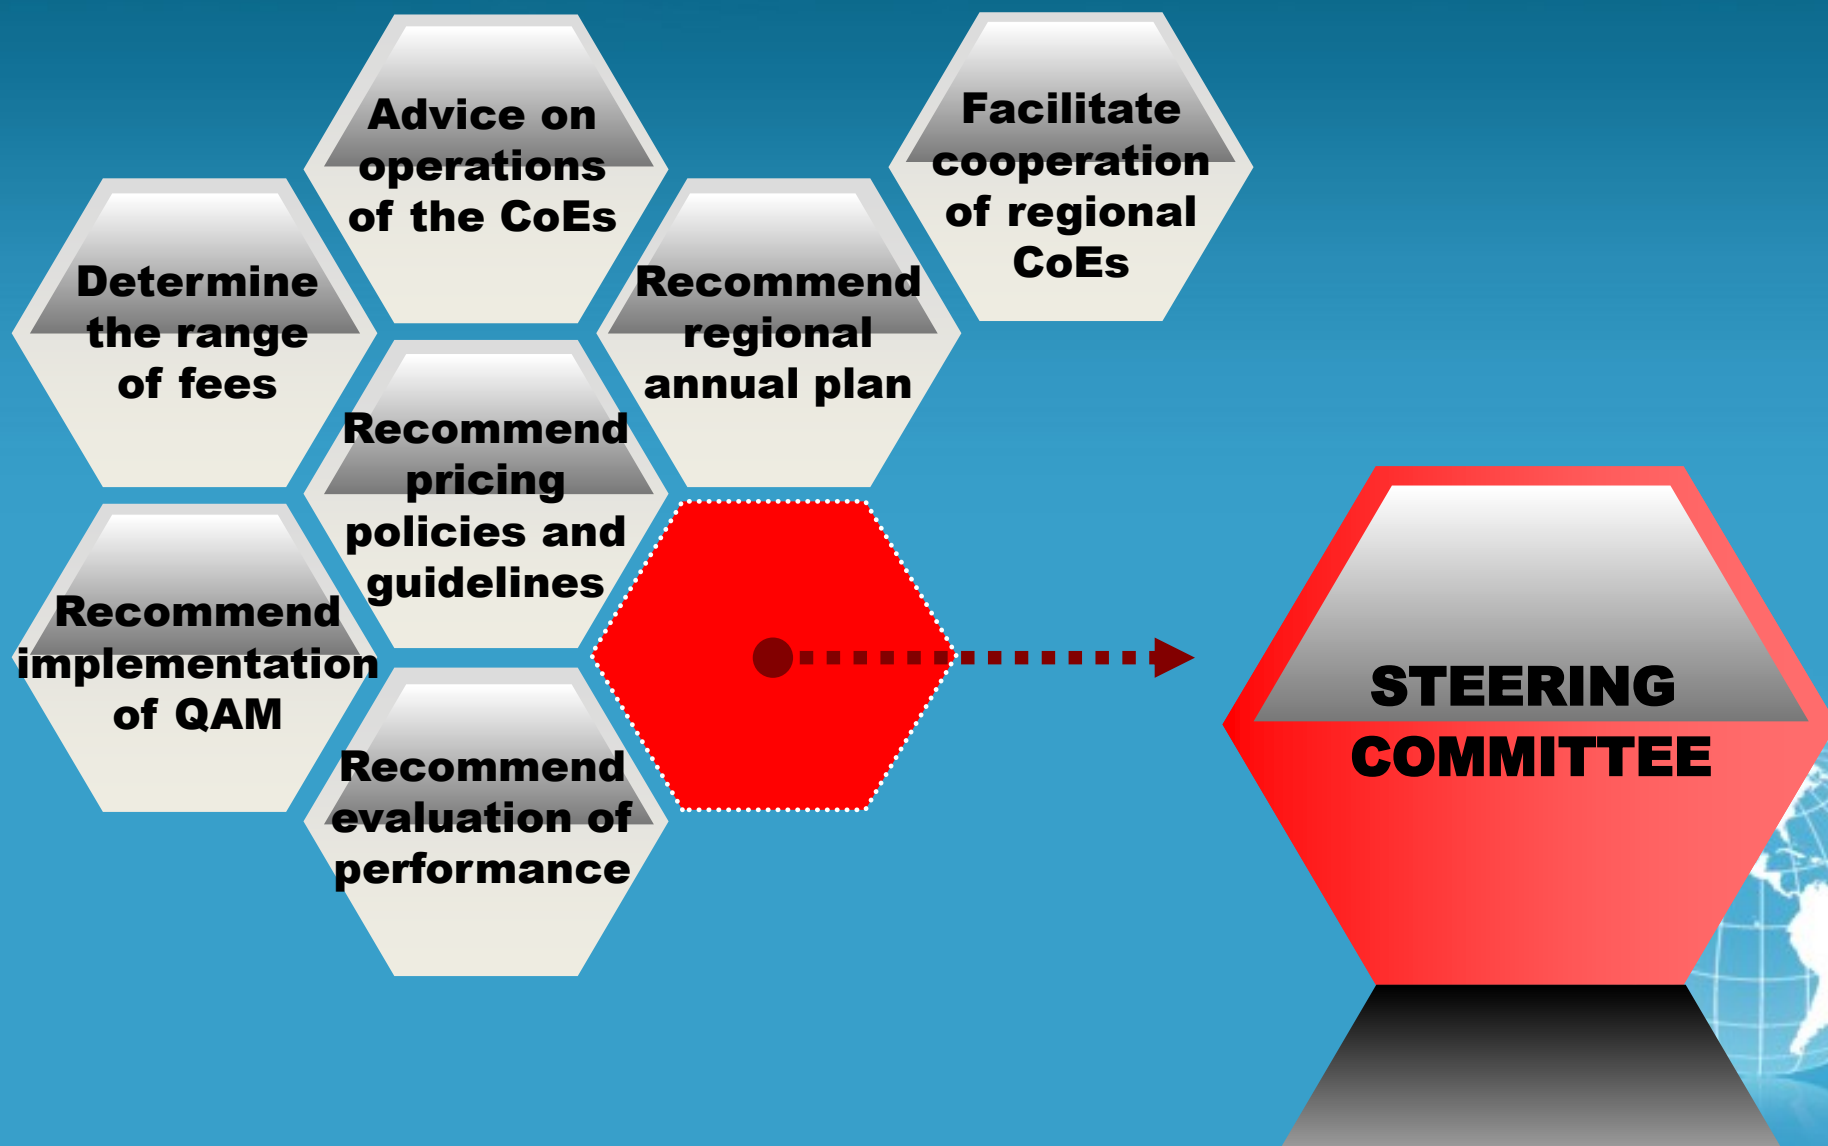 Advice on
operations
of the CoEs
Facilitate
cooperation
of regional
CoEs
Determine
the range
of fees
Recommend
regional
annual plan
Recommend
pricing
policies and
guidelines
Recommend
implementation
of QAM
Recommend
evaluation of
performance
STEERING
COMMITTEE